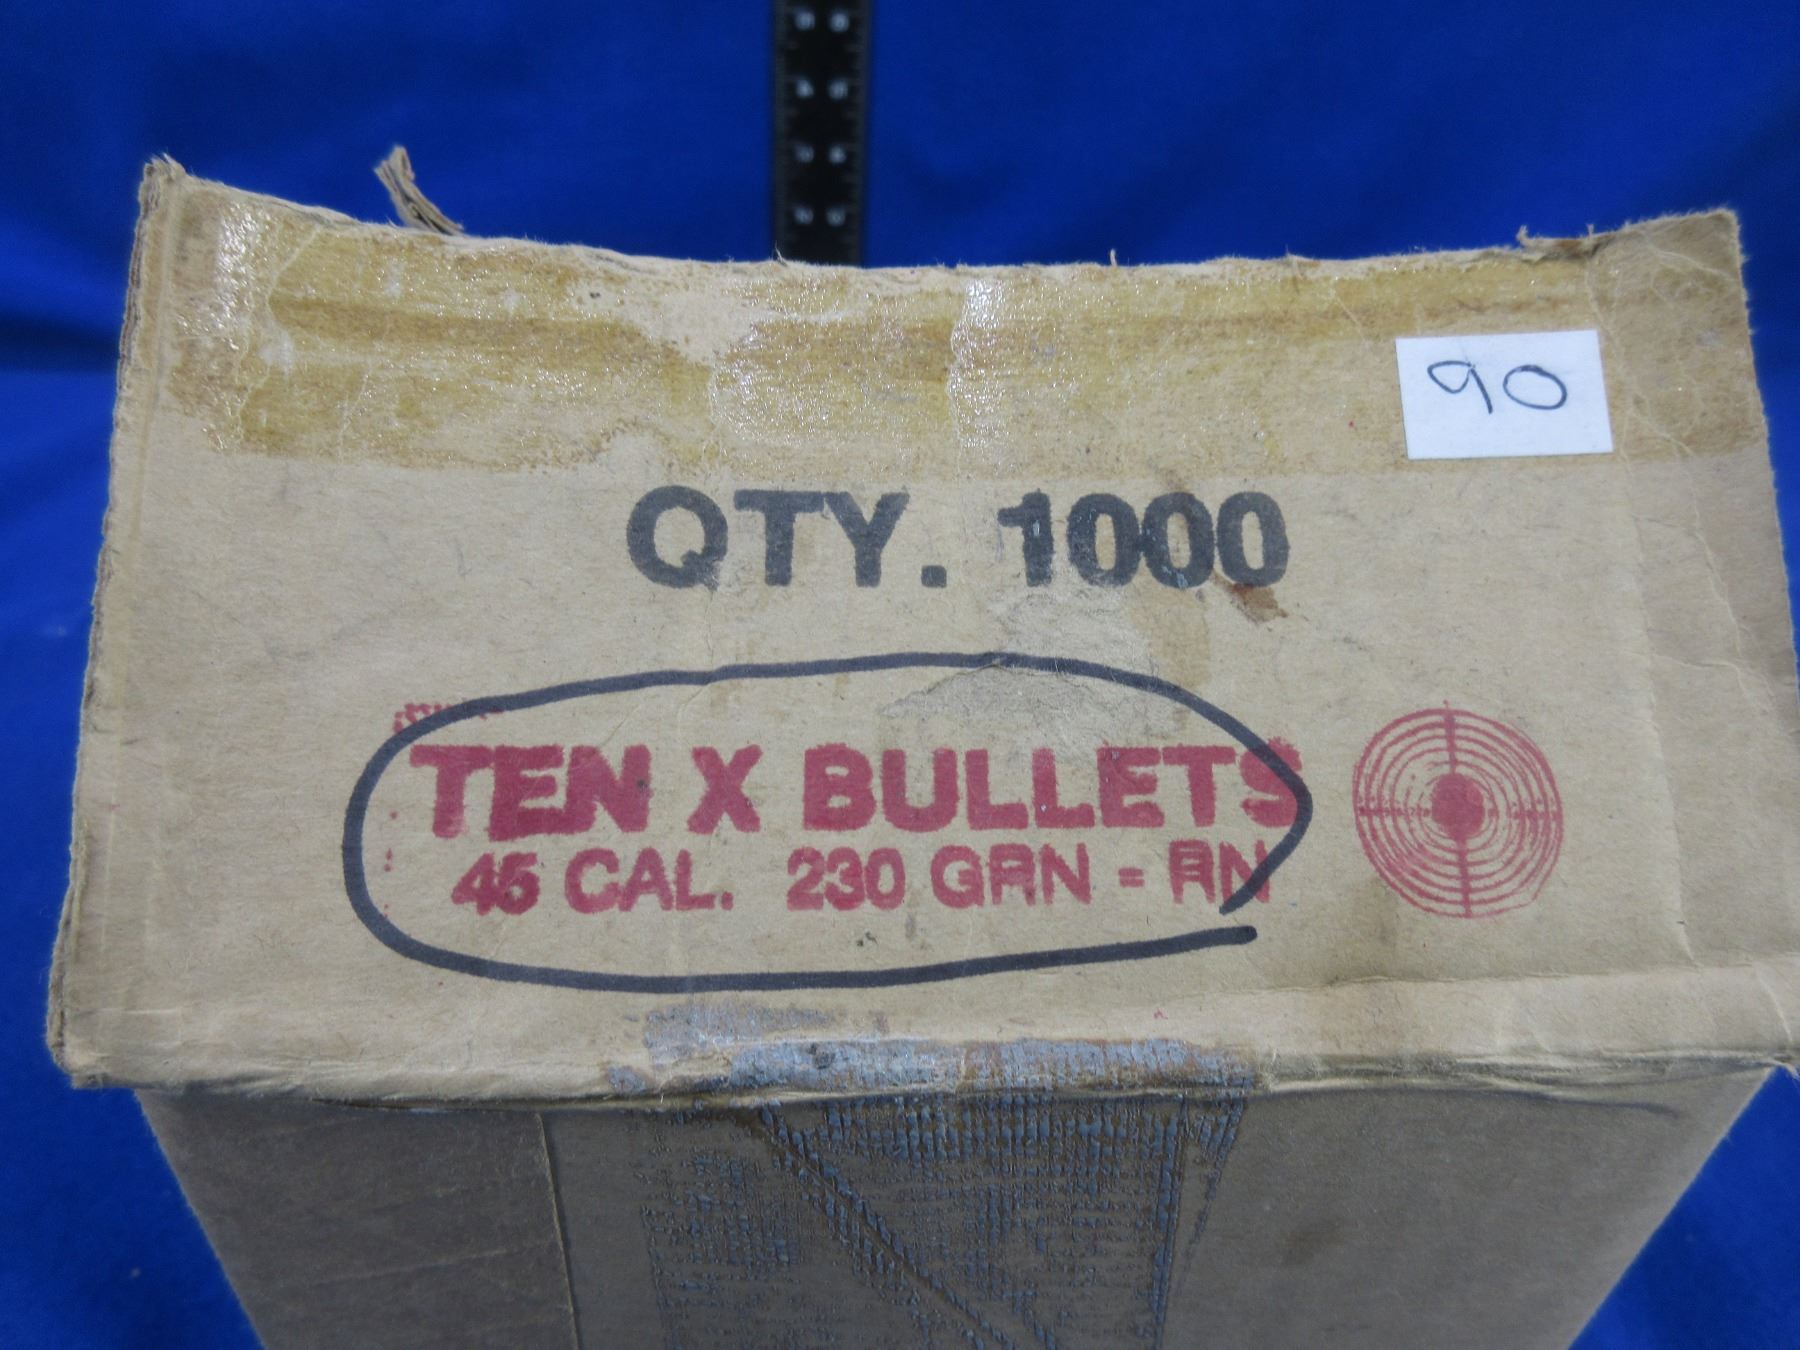 90
QTY. 1000
TEN X BULLETS
45 CAL. 230 GRN - RN